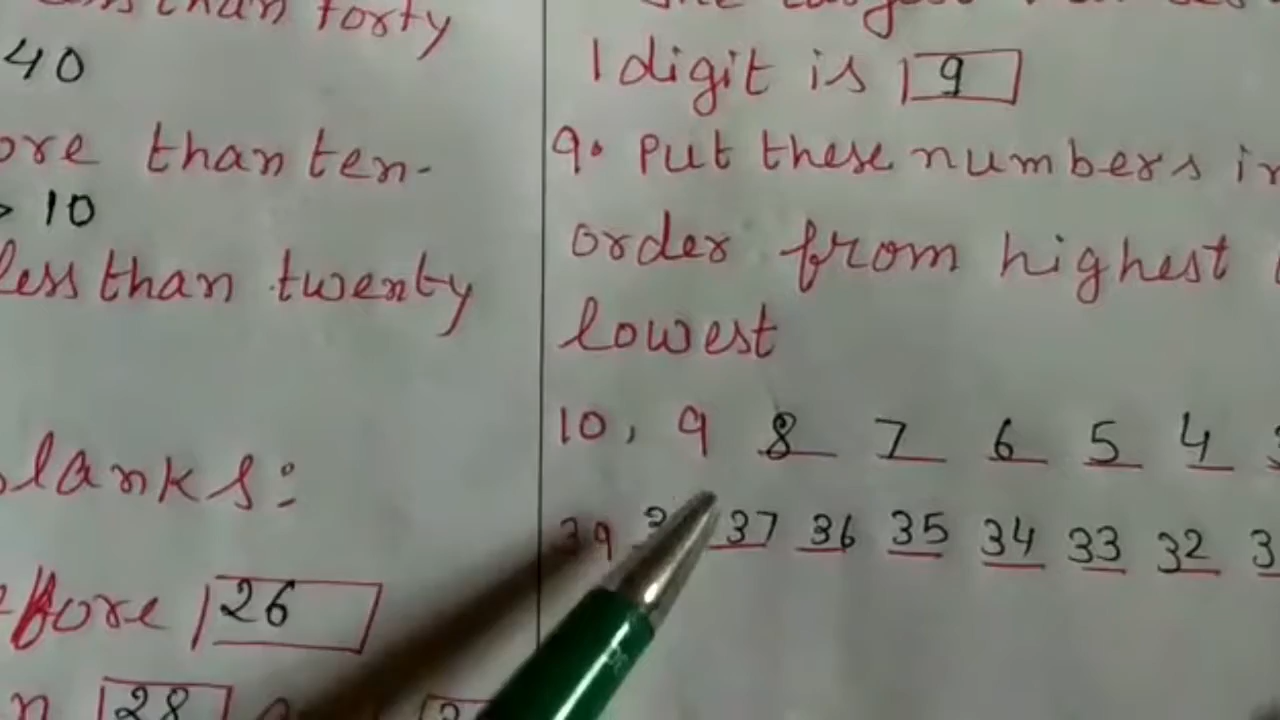 than forty
40
ore than ten.
> 10
less than twenty
lanks:
fore 26
n 28
1 digit is 9
9. Put these numbers in
order from highest
lowest
10, 9 8 7 6 5 4
39 37 36 35 34 33 32